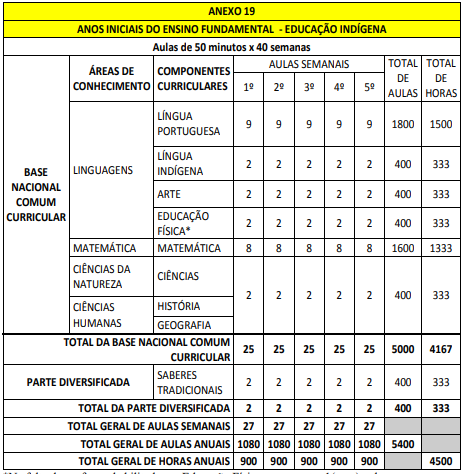 ANEXO 19
ANOS INICIAIS DO ENSINO FUNDAMENTAL - EDUCAÇÃO INDÍGENA
Aulas de 50 minutos x 40 semanas
BASE NACIONAL COMUM CURRICULAR
ÁREAS DE CONHECIMENTO COMPONENTES CURRICULARES AULAS SEMANAIS TOTAL DE AULAS TOTAL DE HORAS
1º 2º 3º 4º 5º
LINGUAGENS
LÍNGUA PORTUGUESA 9 9 9 9 9 1800 1500
LÍNGUA INDÍGENA 2 2 2 2 2 400 333
ARTE 2 2 2 2 2 400 333
EDUCAÇÃO FÍSICA* 2 2 2 2 2 400 333
MATEMÁTICA MATEMÁTICA 8 8 8 8 8 1600 1333
CIÊNCIAS DA NATUREZA CIÊNCIAS 2 2 2 2 2 400 333
CIÊNCIAS HUMANAS HISTÓRIA
GEOGRAFIA
TOTAL DA BASE NACIONAL COMUM CURRICULAR 25 25 25 25 25 5000 4167
PARTE DIVERSIFICADA SABERES TRADICIONAIS 2 2 2 2 2 400 333
TOTAL DA PARTE DIVERSIFICADA 2 2 2 2 2 400 333
TOTAL GERAL DE AULAS SEMANAIS 27 27 27 27 27
TOTAL GERAL DE AULAS ANUAIS 1080 1080 1080 1080 1080 5400
TOTAL GERAL DE HORAS ANUAIS 900 900 900 900 900 4500